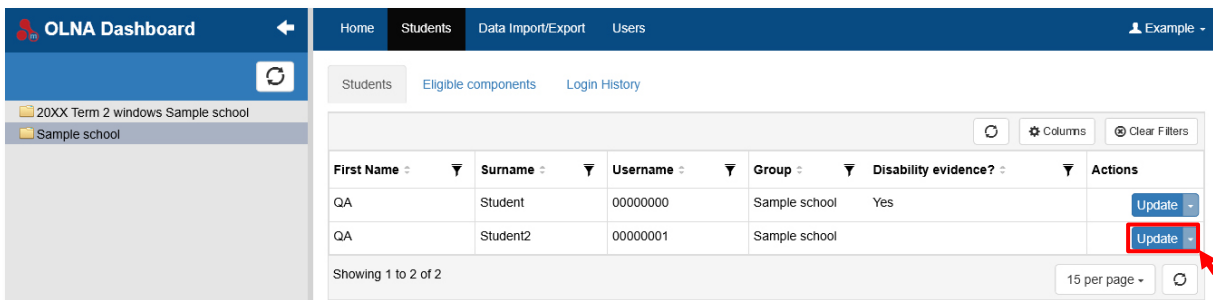 OLNA Dashboard
Home Students Data Import/Export Users Example
20XX Term 2 windows Sample school
Sample school
Students Eligible components Login History
Columns Clear Filters
First Name Surname Username Group Disability evidence? Actions
QA Student 00000000 Sample school Yes Update
QA Student2 00000001 Sample school Update
Showing 1 to 2 of 2
15 per page